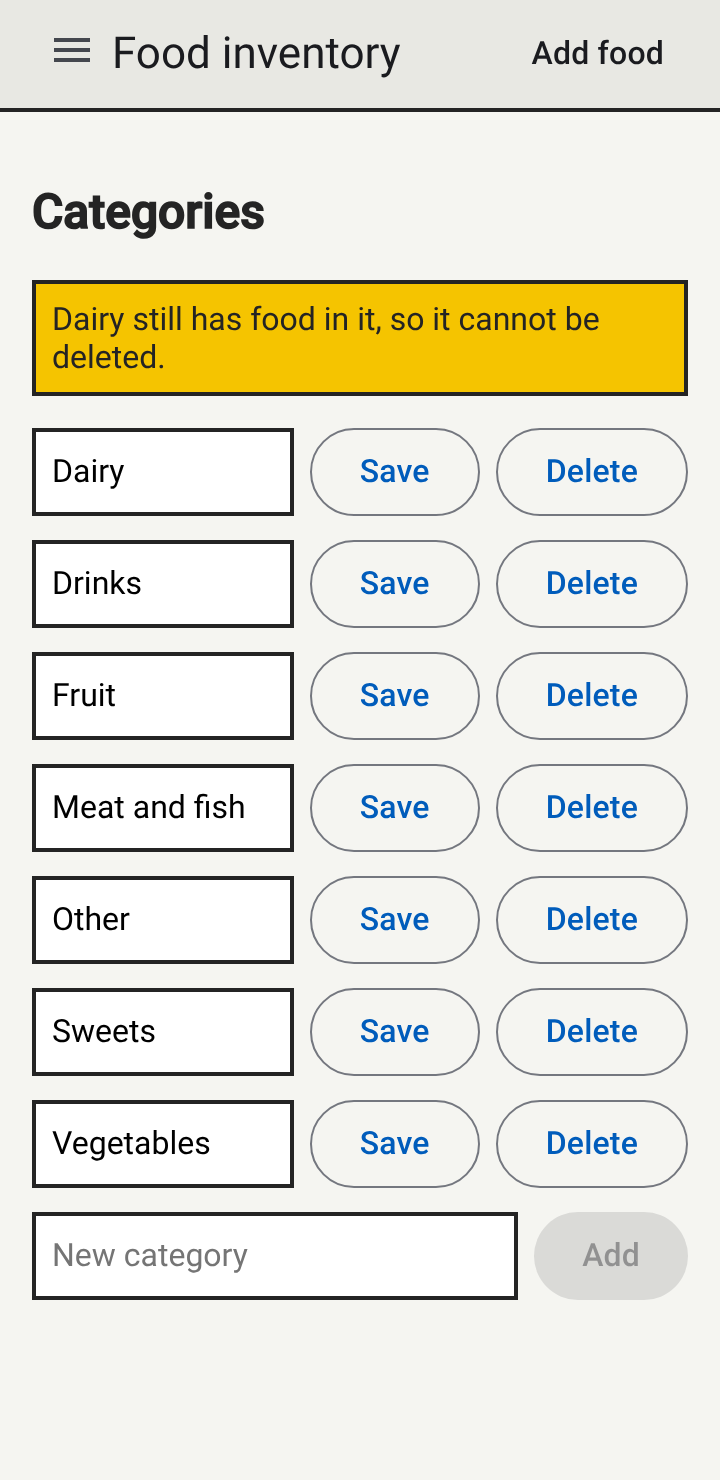 Food inventory
Add food
Categories
Dairy still has food in it, so it cannot be
deleted.
Dairy Save Delete
Drinks Save Delete
Fruit Save Delete
Meat and fish Save Delete
Other Save Delete
Sweets Save Delete
Vegetables Save Delete
New category Add